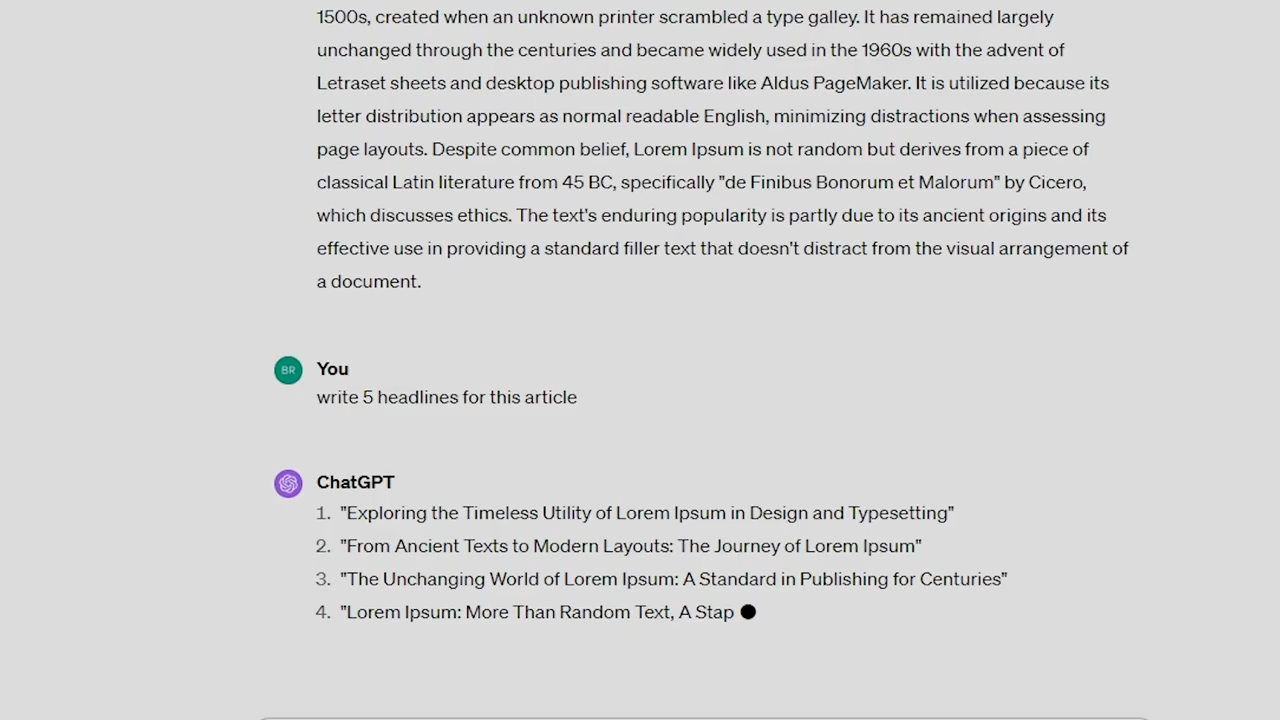 1500s, created when an unknown printer scrambled a type galley. It has remained largely
unchanged through the centuries and became widely used in the 1960s with the advent of
Letraset sheets and desktop publishing software like Aldus PageMaker. It is utilized because its
letter distribution appears as normal readable English, minimizing distractions when assessing
page layouts. Despite common belief, Lorem Ipsum is not random but derives from a piece of
classical Latin literature from 45 BC, specifically "de Finibus Bonorum et Malorum" by Cicero,
which discusses ethics. The text's enduring popularity is partly due to its ancient origins and its
effective use in providing a standard filler text that doesn't distract from the visual arrangement of
a document.
BR You
write 5 headlines for this article
ChatGPT
1. "Exploring the Timeless Utility of Lorem Ipsum in Design and Typesetting"
2. "From Ancient Texts to Modern Layouts: The Journey of Lorem Ipsum"
3. "The Unchanging World of Lorem Ipsum: A Standard in Publishing for Centuries"
4. "Lorem Ipsum: More Than Random Text, A Stap